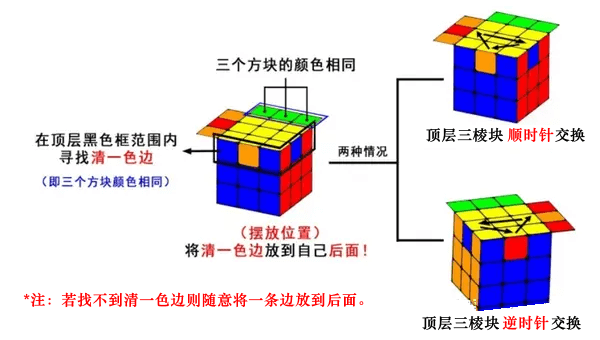 三个方块的颜色相同
在顶层黑色框范围内
寻找清一色边
(即三个方块颜色相同)
两种情况
顶层三棱块 顺时针交换
(摆放位置)
将清一色边放到自己后面！
*注：若找不到清一色边则随意将一条边放到后面。
顶层三棱块 逆时针交换